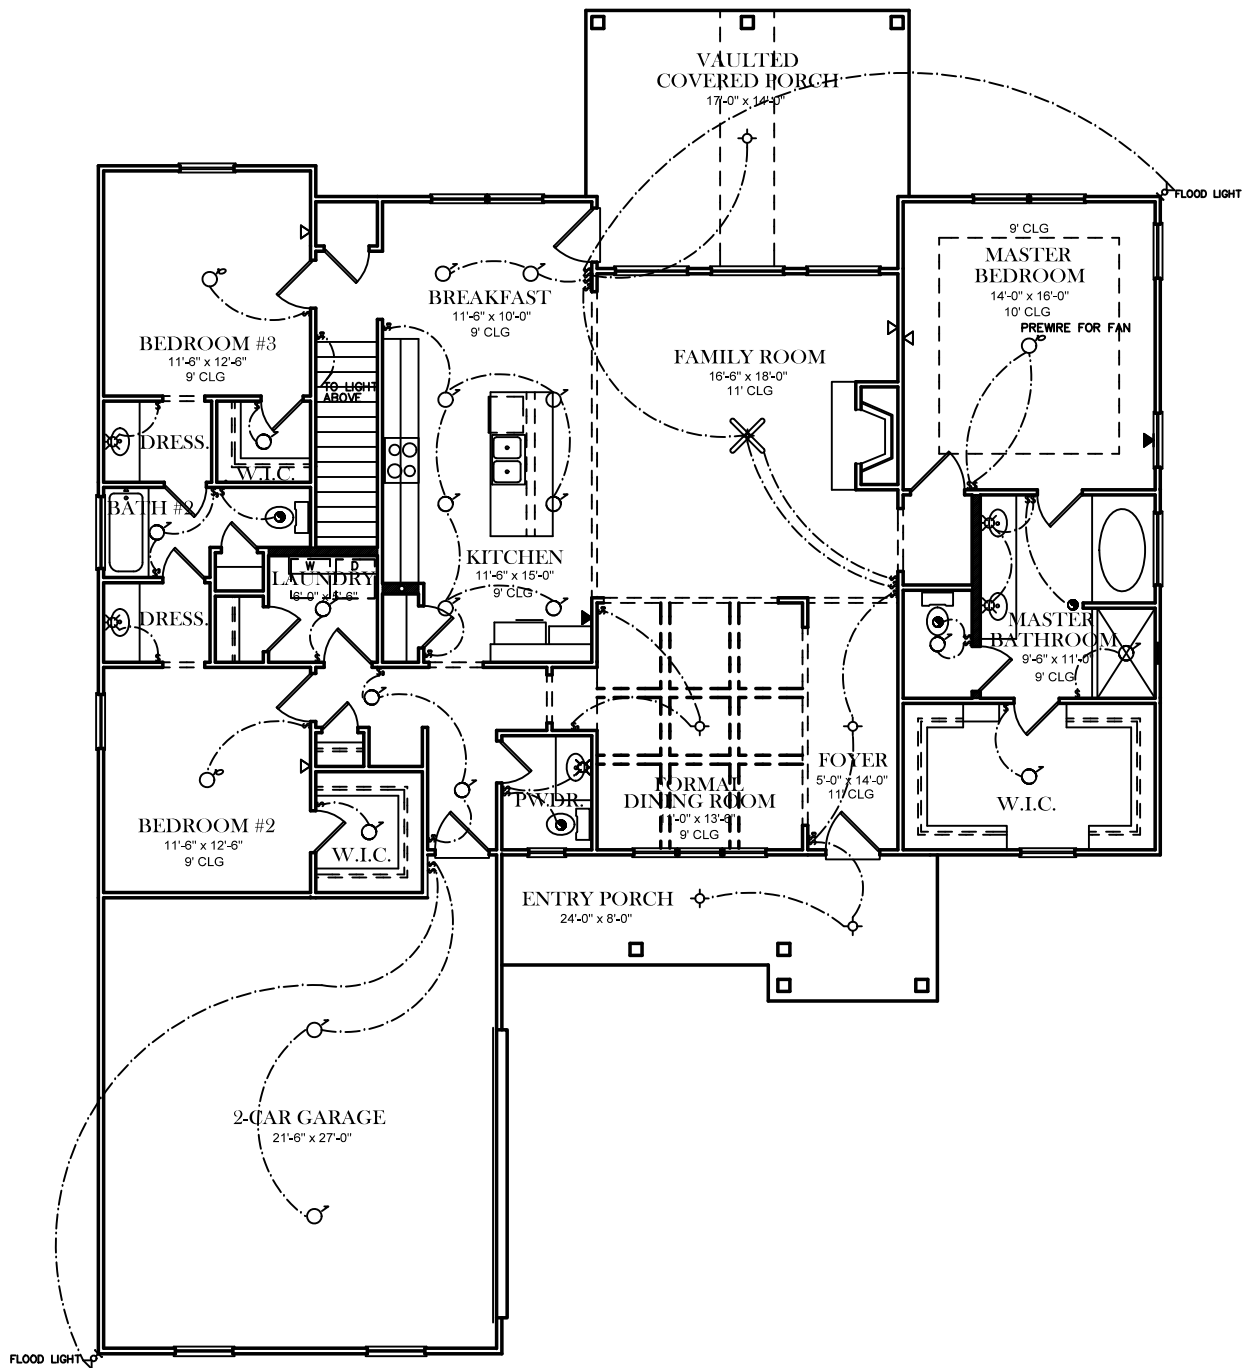 VAULTED
COVERED PORCH
17'-0" x 14'-0"
FLOOD LIGHT
9' CLG
MASTER
BEDROOM
14'-0" x 16'-0"
10' CLG
PREWIRE FOR FAN
BREAKFAST
11'-6" x 10'-0"
9' CLG
BEDROOM #3
11'-6" x 12'-6"
9' CLG
FAMILY ROOM
16'-6" x 18'-0"
11' CLG
TO LIGHT
ABOVE
DRESS.
W.I.C.
BATH #2
KITCHEN
11'-6" x 15'-0"
9' CLG
W D
LAUNDRY
DRESS.
MASTER
BATHROOM
9'-6" x 11'-0"
9' CLG
FOYER
5'-0" x 14'-0"
11' CLG
FORMAL
DINING ROOM
11'-0" x 13'-6"
9' CLG
PWDR.
W.I.C.
BEDROOM #2
11'-6" x 12'-6"
9' CLG
W.I.C.
ENTRY PORCH
24'-0" x 8'-0"
2-CAR GARAGE
21'-6" x 27'-0"
FLOOD LIGHT